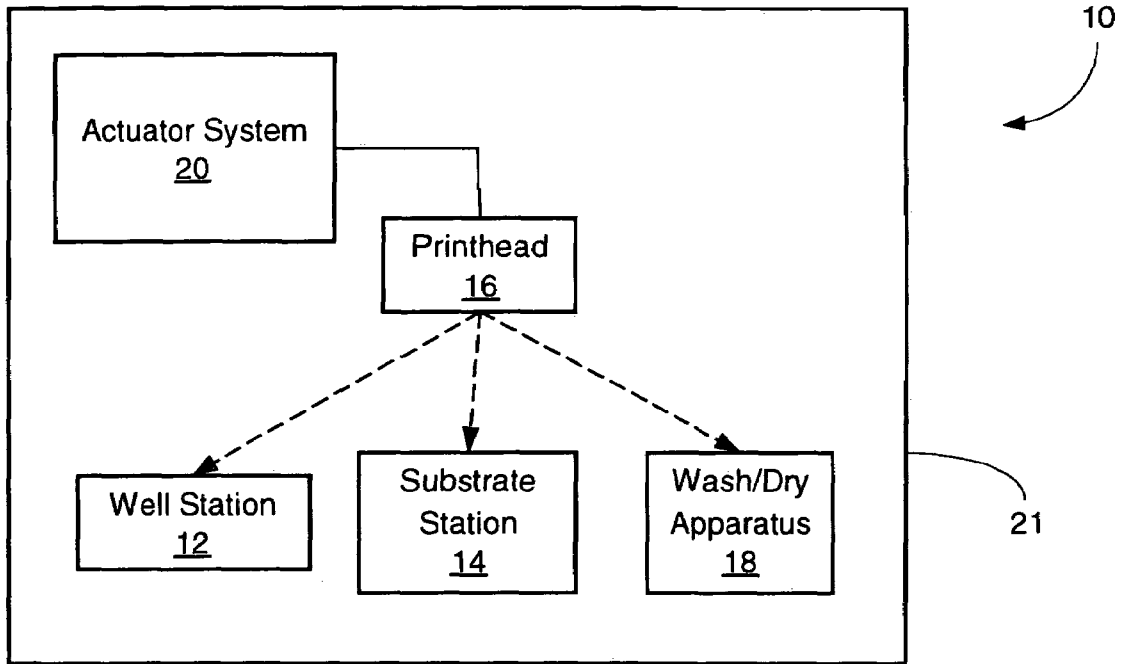 10
Actuator System
20
Printhead
16
Well Station
12
Substrate
Station
14
Wash/Dry
Apparatus
18
21